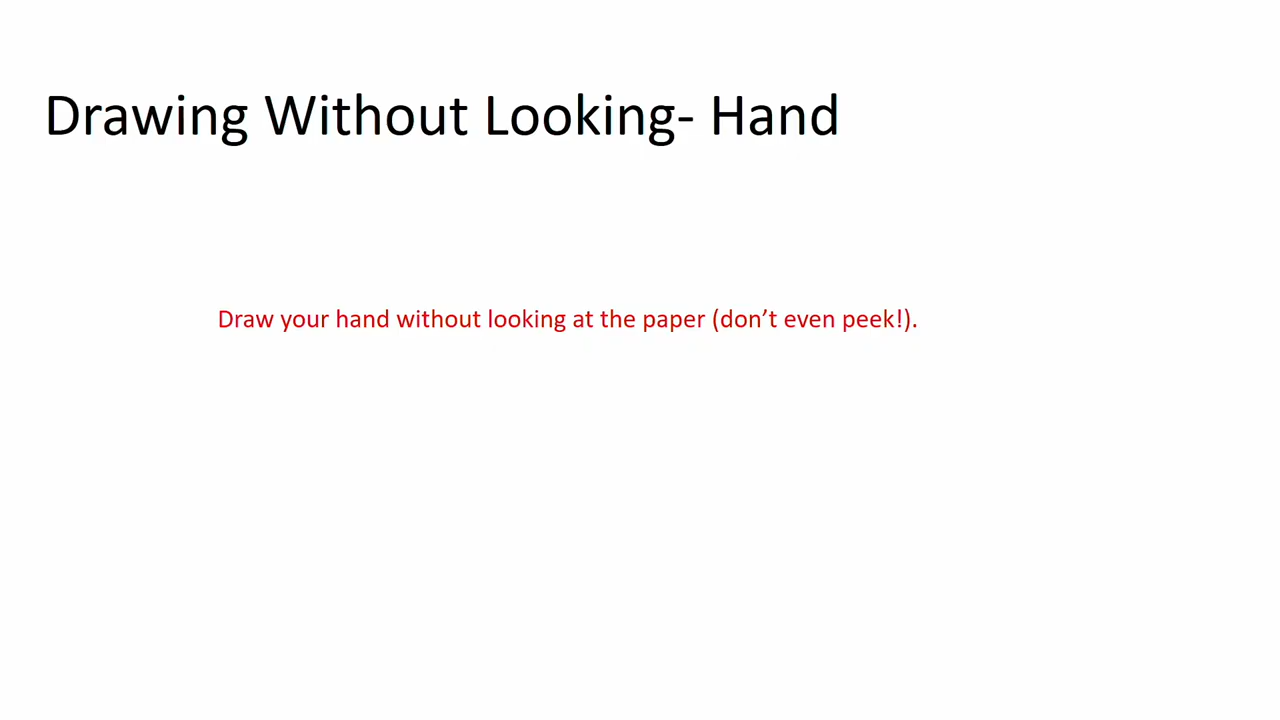 Drawing Without Looking- Hand
Draw your hand without looking at the paper (don’t even peek!).